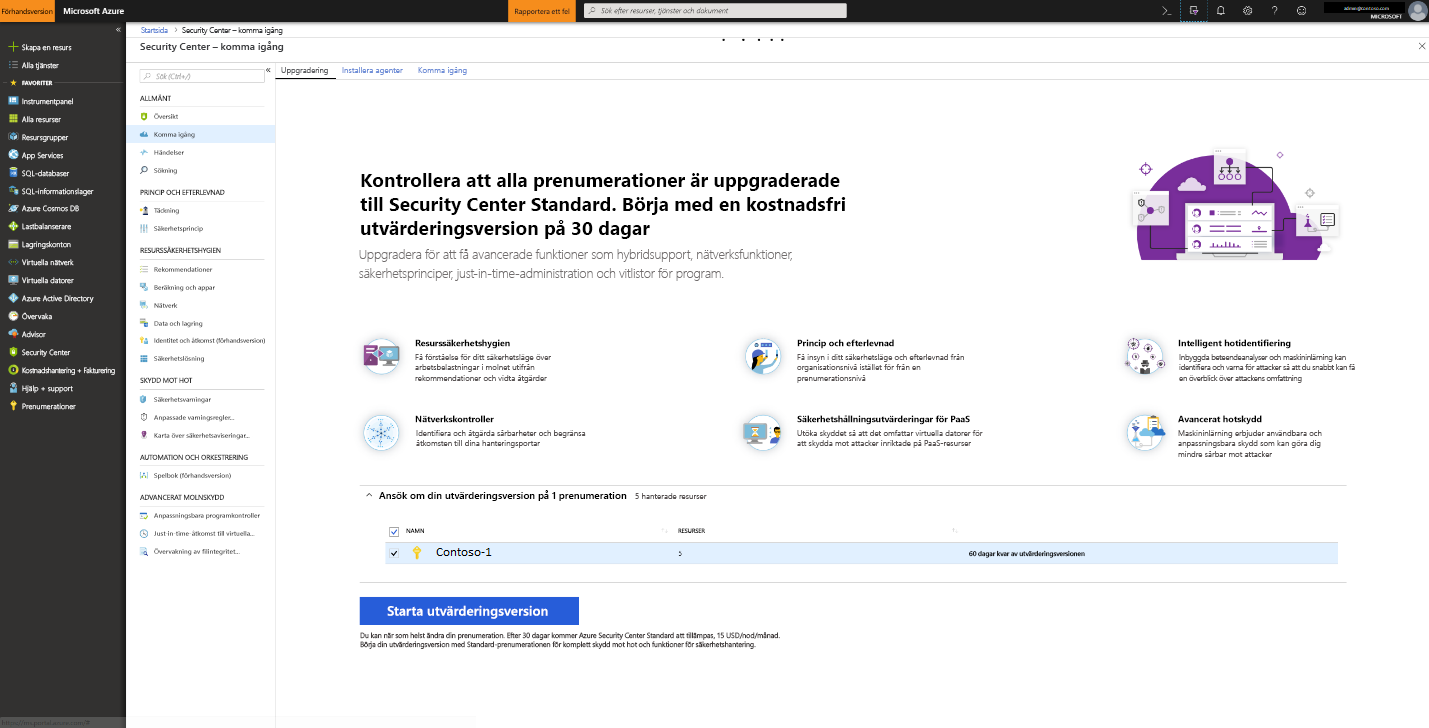 Förhandsversion
Microsoft Azure
Rapportera ett fel
Sök efter resurser, tjänster och dokument
admin@contoso.com
MICROSOFT
Skapa en resurs
Alla tjänster
FAVORITER
Instrumentpanel
Alla resurser
Resursgrupper
App Services
SQL-databaser
SQL-informationslager
Azure Cosmos DB
Lastbalanserare
Lagringskonton
Virtuella nätverk
Virtuella datorer
Azure Active Directory
Övervaka
Advisor
Security Center
Kostnadshantering + Fakturering
Hjälp + support
Prenumerationer
Startsida > Security Center – komma igång
Security Center – komma igång
Sök (Ctrl+/)
ALLMÄNT
Översikt
Komma igång
Händelser
Sökning
PRINCIP OCH EFTERLEVNAD
Täckning
Säkerhetsprincip
RESURSSÄKERHETSHYGIEN
Rekommendationer
Beräkning och appar
Nätverk
Data och lagring
Identitet och åtkomst (förhandsversion)
Säkerhetslösning
SKYDD MOT HOT
Säkerhetsvarningar
Anpassade varningsregler...
Karta över säkerhetsaviseringar...
AUTOMATION OCH ORKESTRERING
Spelbok (förhandsversion)
ADVANCERAT MOLNSKYDD
Anpassningsbara programkontroller
Just in-time-åtkomst till virtuella...
Övervakning av filintegritet...
Uppgradering
Installera agenter
Komma igång
Kontrollera att alla prenumerationer är uppgraderade
till Security Center Standard. Börja med en kostnadsfri
utvärderingsversion på 30 dagar
Uppgradera för att få avancerade funktioner som hybridsupport, nätverksfunktioner,
säkerhetsprinciper, just-in-time-administration och vitlistor för program.
Resurssäkerhetshygien
Få förståelse för ditt säkerhetsläge över
arbetsbelastningar i molnet utifrån
rekommendationer och vidta åtgärder
Princip och efterlevnad
Få insyn i ditt säkerhetsläge och efterlevnad från
organisationsnivå istället för från en
prenumerationsnivå
Intelligent hotidentifiering
Inbyggda beteendeanalyser och maskininlärning kan
identifiera och varna för attacker så att du snabbt kan få
en överblick över attackens omfattning
Nätverkskontroller
Identifiera och åtgärda sårbarheter och begränsa
åtkomsten till dina hanteringsportar
Säkerhetshållningsutvärderingar för PaaS
Utöka skyddet så att det omfattar virtuella datorer för
att skydda mot attacker inriktade på PaaS-resurser
Avancerat hotskydd
Maskininlärning erbjuder användbara och
anpassningsbara skydd som kan göra dig
mindre sårbar mot attacker
Ansök om din utvärderingsversion på 1 prenumeration 5 hanterade resurser
NAMN RESURSER
Contoso-1 5 60 dagar kvar av utvärderingsversionen
Starta utvärderingsversion
Du kan när som helst ändra din prenumeration. Efter 30 dagar kommer Azure Security Center Standard att tillämpas, 15 USD/nod/månad.
Börja din utvärderingsversion med Standard-prenumerationen för komplett skydd mot hot och funktioner för säkerhetshantering.